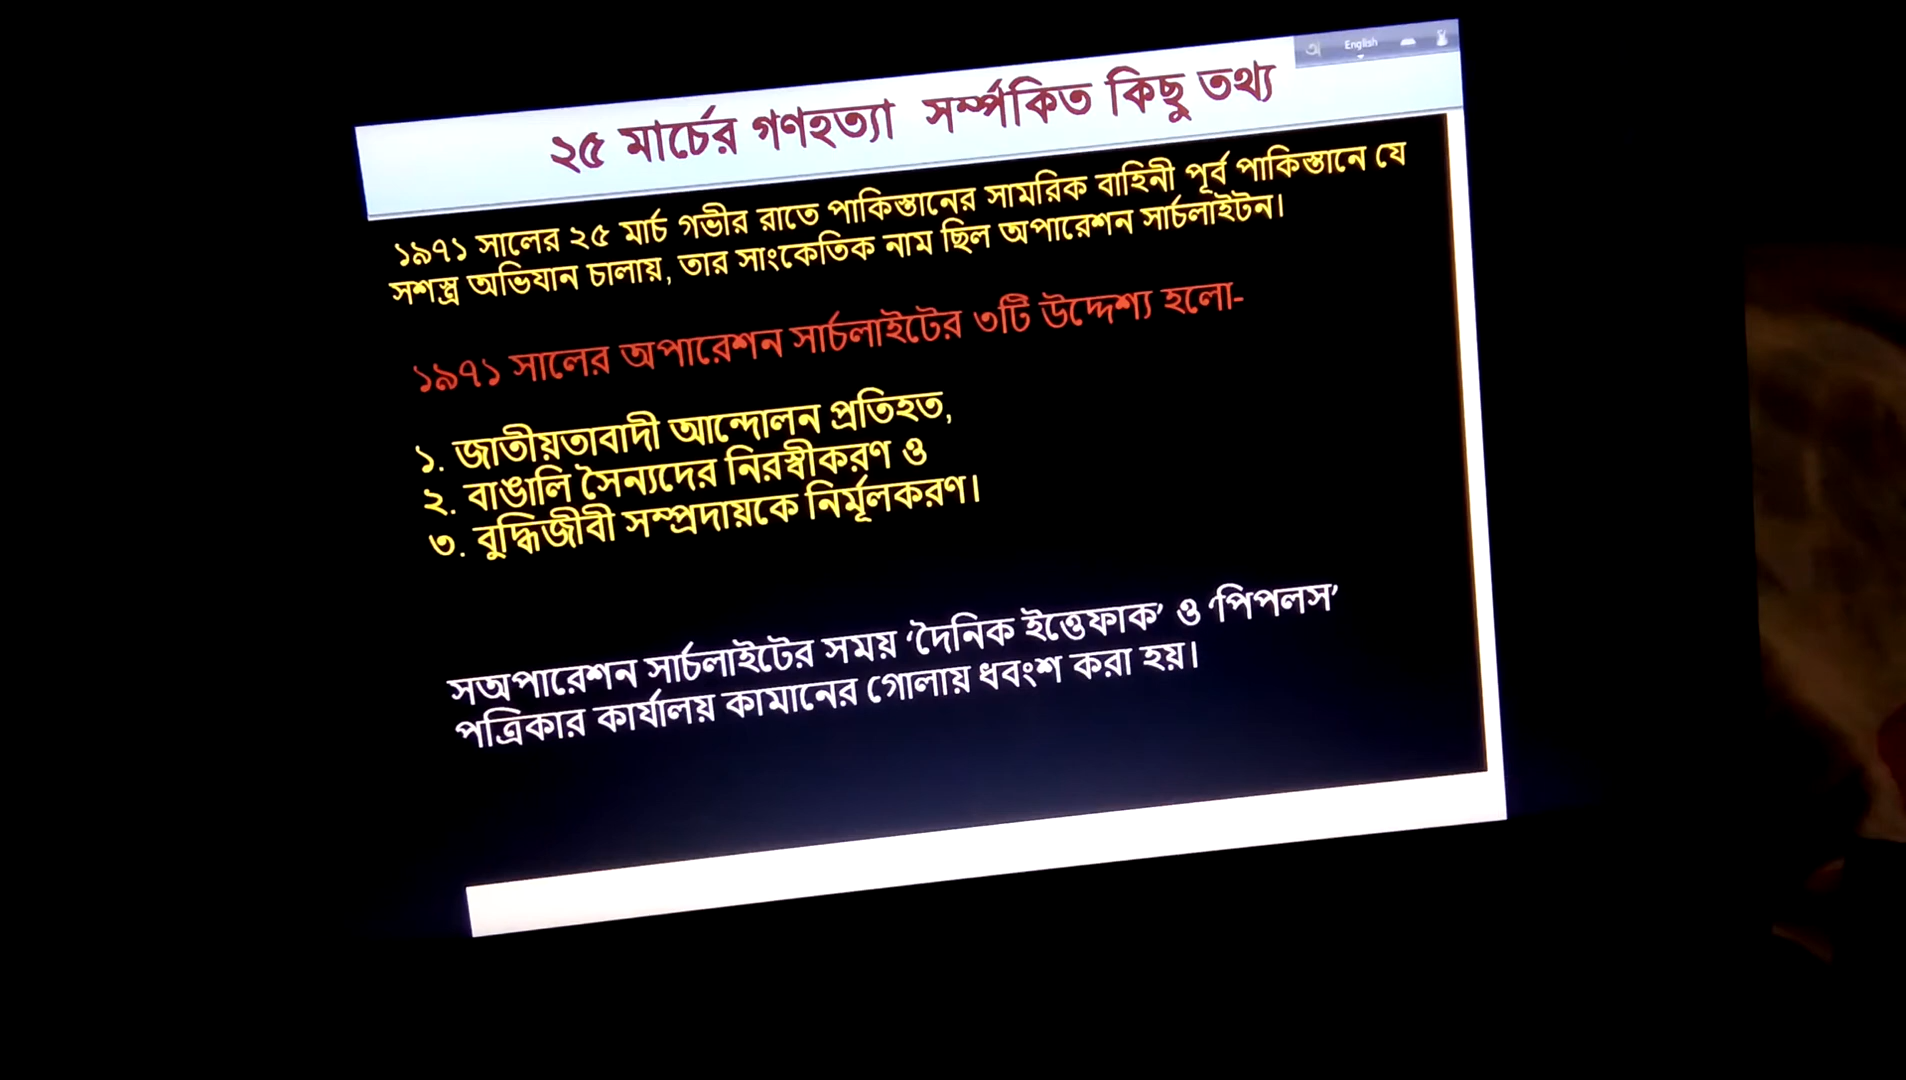 অ English
২৫ মার্চের গণহত্যা সর্ম্পকিত কিছু তথ্য
১৯৭১ সালের ২৫ মার্চ গভীর রাতে পাকিস্তানের সামরিক বাহিনী পূর্ব পাকিস্তানে যে
সশস্ত্র অভিযান চালায়, তার সাংকেতিক নাম ছিল অপারেশন সার্চলাইটন।
১৯৭১ সালের অপারেশন সার্চলাইটের ৩টি উদ্দেশ্য হলো-
১. জাতীয়তাবাদী আন্দোলন প্রতিহত,
২. বাঙালি সৈন্যদের নিরস্বীকরণ ও
৩. বুদ্ধিজীবী সম্প্রদায়কে নির্মূলকরণ।
সঅপারেশন সার্চলাইটের সময় ‘দৈনিক ইত্তেফাক’ ও ‘পিপলস’
পত্রিকার কার্যালয় কামানের গোলায় ধবংশ করা হয়।